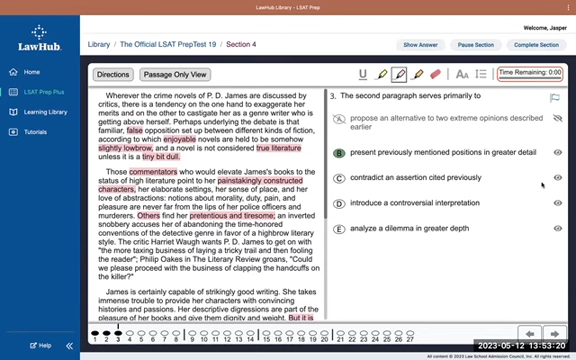 LawHub Library – LSAT Prep
LawHub
Home
LSAT Prep Plus
Learning Library
Tutorials
Help
Welcome, Jasper
Library / The Official LSAT PrepTest 19 / Section 4
Show Answer
Pause Section
Complete Section
Directions
Passage Only View
Time Remaining: 0:00
Wherever the crime novels of P. D. James are discussed by
critics, there is a tendency on the one hand to exaggerate her
merits and on the other to castigate her as a genre writer who is
getting above herself. Perhaps underlying the debate is that
familiar, false opposition set up between different kinds of fiction,
according to which enjoyable novels are held to be somehow
slightly lowbrow, and a novel is not considered true literature
unless it is a tiny bit dull.
Those commentators who would elevate James's books to the
status of high literature point to her painstakingly constructed
characters, her elaborate settings, her sense of place, and her
love of abstractions: notions about morality, duty, pain, and
pleasure are never far from the lips of her police officers and
murderers. Others find her pretentious and tiresome; an inverted
snobbery accuses her of abandoning the time-honored
conventions of the detective genre in favor of a highbrow literary
style. The critic Harriet Waugh wants P. D. James to get on with
"the more taxing business of laying a tricky trail and then fooling
the reader"; Philip Oakes in The Literary Review groans, "Could
we please proceed with the business of clapping the handcuffs on
the killer?"
James is certainly capable of strikingly good writing. She takes
immense trouble to provide her characters with convincing
histories and passions. Her descriptive digressions are part of the
pleasure of her books and give them dignity and weight. But it is
3. The second paragraph serves primarily to
A propose an alternative to two extreme opinions described
earlier
B present previously mentioned positions in greater detail
C contradict an assertion cited previously
D introduce a controversial interpretation
E analyze a dilemma in greater depth
1 2 3 4 5 6 7 8 9 10 11 12 13 14 15 16 17 18 19 20 21 22 23 24 25 26 27
2023-05-12 13:53:20
All content © 2023 Law School Admission Council, Inc. All rights reserved.